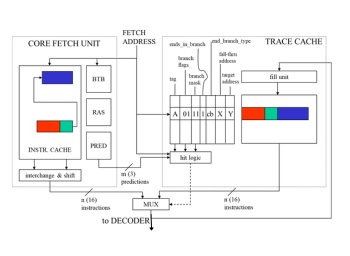 FETCH
ADDRESS
CORE FETCH UNIT
TRACE CACHE
ends_in_branch
end_branch_type
branch
flags
branch
mask
fall-thru
address
target
address
tag
fill unit
BTB
RAS
PRED
A 01 11 1 cb X Y
INSTR. CACHE
hit logic
interchange & shift
m (3)
predictions
n (16)
instructions
n (16)
instructions
MUX
to DECODER